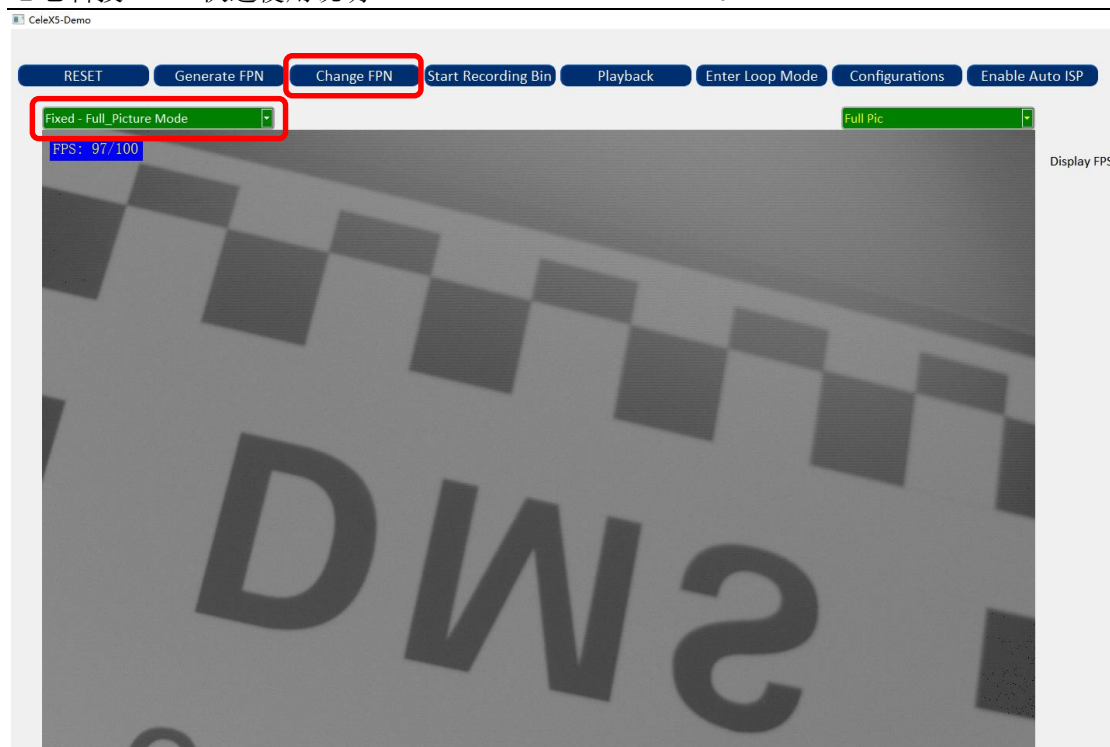 CeleX5-Demo
RESET Generate FPN Change FPN Start Recording Bin Playback Enter Loop Mode Configurations Enable Auto ISP
Fixed - Full_Picture Mode Full Pic
FPS: 97/100
Display FPS
DMS